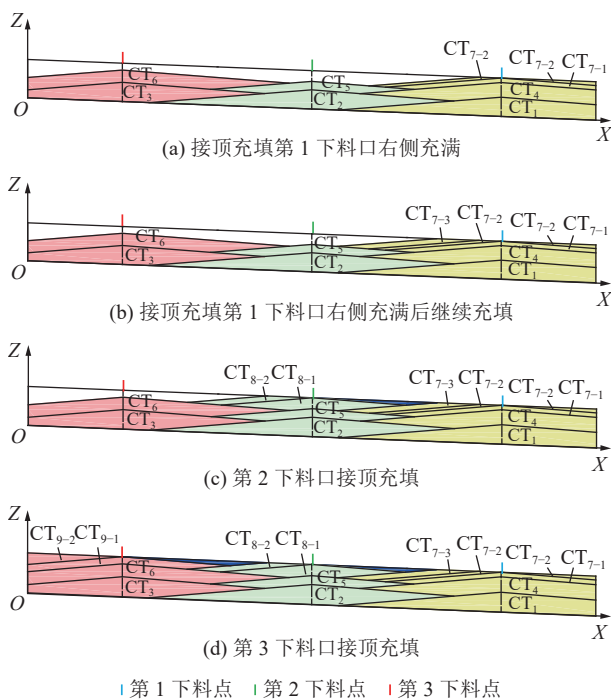 Z
CT₇₋₂ CT₇₋₂ CT₇₋₁
CT₆ CT₅ CT₄
CT₃ CT₂ CT₁
O X
(a) 接顶充填第 1 下料口右侧充满
Z
CT₇₋₃ CT₇₋₂ CT₇₋₂ CT₇₋₁
CT₆ CT₅ CT₄
CT₃ CT₂ CT₁
O X
(b) 接顶充填第 1 下料口右侧充满后继续充填
Z
CT₈₋₂ CT₈₋₁ CT₇₋₃ CT₇₋₂ CT₇₋₂ CT₇₋₁
CT₆ CT₅ CT₄
CT₃ CT₂ CT₁
O X
(c) 第 2 下料口接顶充填
Z
CT₉₋₂ CT₉₋₁ CT₈₋₂ CT₈₋₁ CT₇₋₃ CT₇₋₂ CT₇₋₂ CT₇₋₁
CT₆ CT₅ CT₄
CT₃ CT₂ CT₁
O X
(d) 第 3 下料口接顶充填
第 1 下料点 第 2 下料点 第 3 下料点